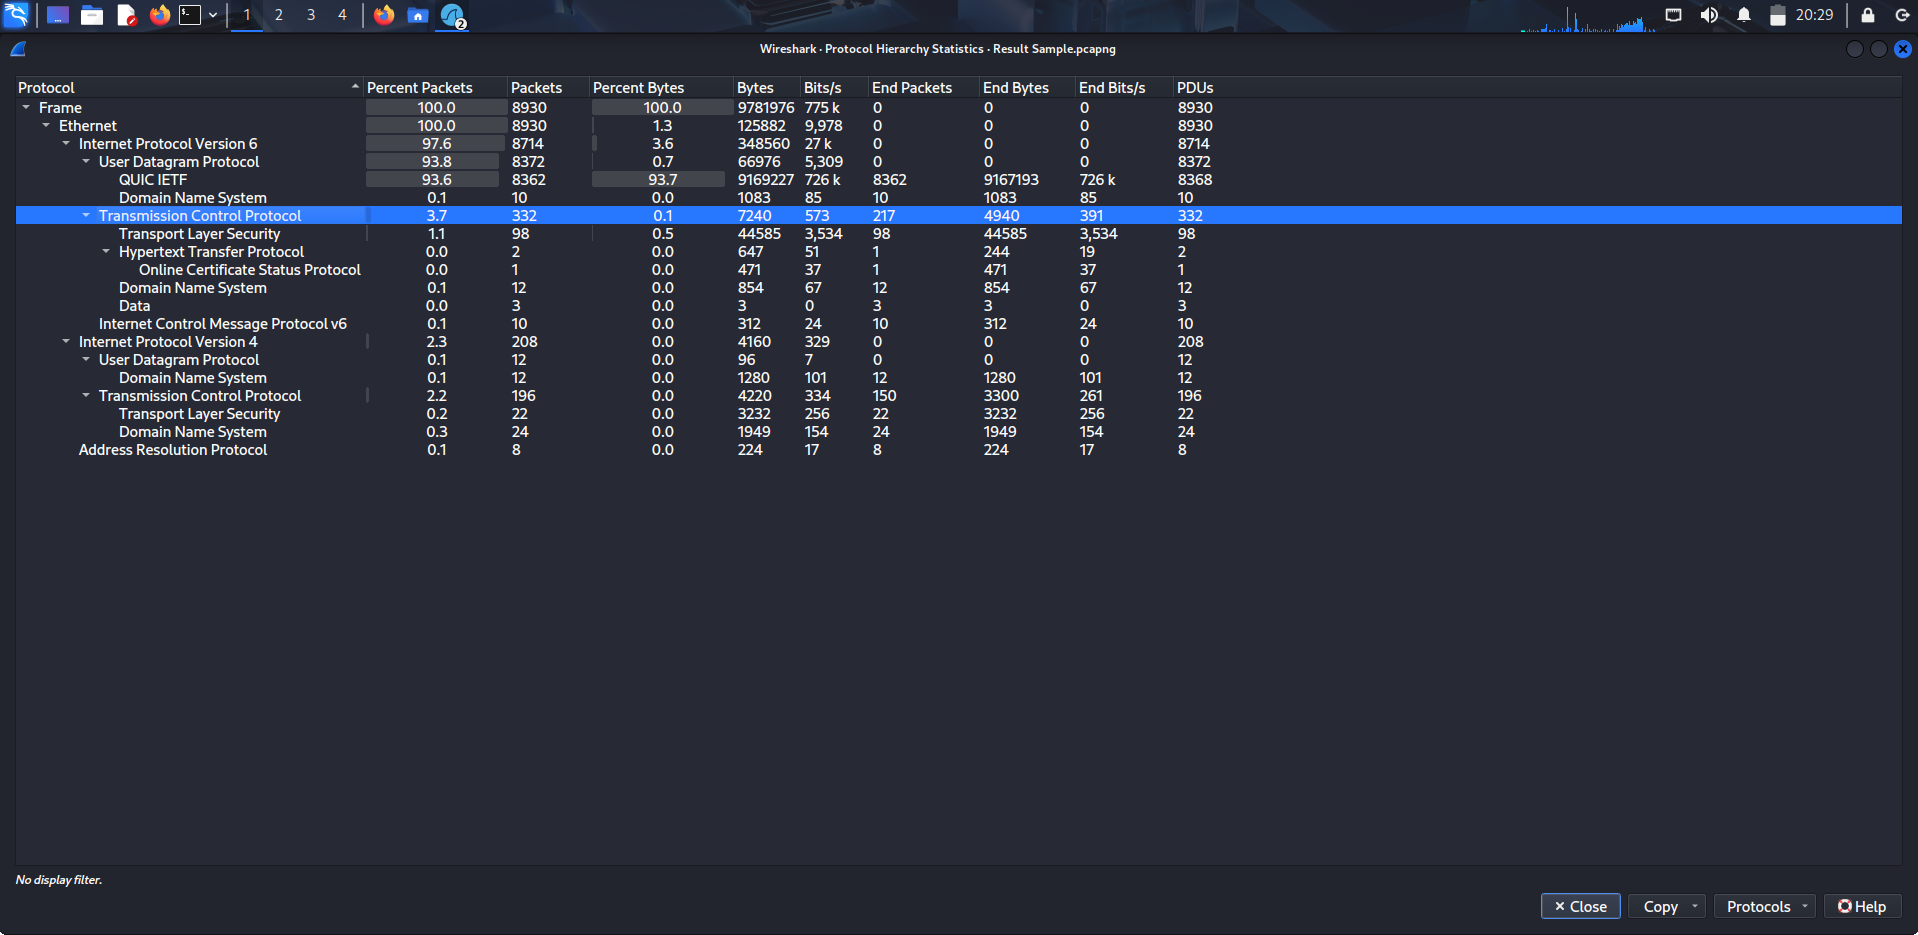 1 2 3 4 2 20:29
Wireshark · Protocol Hierarchy Statistics · Result Sample.pcapng
Protocol Percent Packets Packets Percent Bytes Bytes Bits/s End Packets End Bytes End Bits/s PDUs
Frame 100.0 8930 100.0 9781976 775 k 0 0 0 8930
Ethernet 100.0 8930 1.3 125882 9,978 0 0 0 8930
Internet Protocol Version 6 97.6 8714 3.6 348560 27 k 0 0 0 8714
User Datagram Protocol 93.8 8372 0.7 66976 5,309 0 0 0 8372
QUIC IETF 93.6 8362 93.7 9169227 726 k 8362 9167193 726 k 8368
Domain Name System 0.1 10 0.0 1083 85 10 1083 85 10
Transmission Control Protocol 3.7 332 0.1 7240 573 217 4940 391 332
Transport Layer Security 1.1 98 0.5 44585 3,534 98 44585 3,534 98
Hypertext Transfer Protocol 0.0 2 0.0 647 51 1 244 19 2
Online Certificate Status Protocol 0.0 1 0.0 471 37 1 471 37 1
Domain Name System 0.1 12 0.0 854 67 12 854 67 12
Data 0.0 3 0.0 3 0 3 3 0 3
Internet Control Message Protocol v6 0.1 10 0.0 312 24 10 312 24 10
Internet Protocol Version 4 2.3 208 0.0 4160 329 0 0 0 208
User Datagram Protocol 0.1 12 0.0 96 7 0 0 0 12
Domain Name System 0.1 12 0.0 1280 101 12 1280 101 12
Transmission Control Protocol 2.2 196 0.0 4220 334 150 3300 261 196
Transport Layer Security 0.2 22 0.0 3232 256 22 3232 256 22
Domain Name System 0.3 24 0.0 1949 154 24 1949 154 24
Address Resolution Protocol 0.1 8 0.0 224 17 8 224 17 8
No display filter.
Close Copy Protocols Help